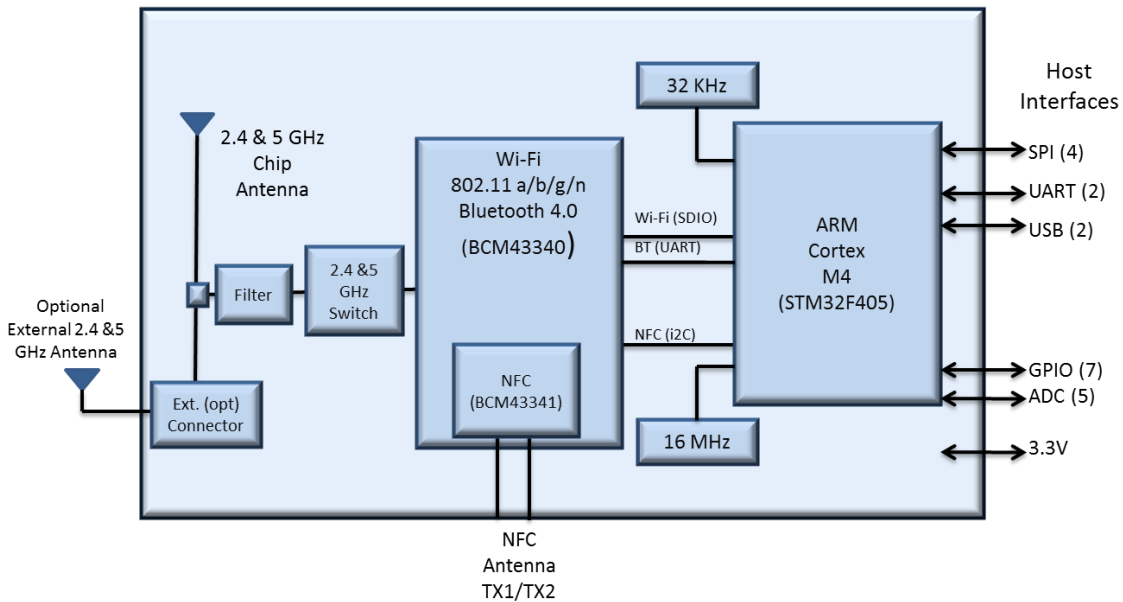 Host
Interfaces
32 KHz
2.4 & 5 GHz
Chip
Antenna
Wi-Fi
802.11 a/b/g/n
Bluetooth 4.0
(BCM43340)
SPI (4)
UART (2)
USB (2)
Wi-Fi (SDIO)
BT (UART)
ARM
Cortex
M4
(STM32F405)
Filter
2.4 &5
GHz
Switch
Optional
External 2.4 &5
GHz Antenna
NFC (i2C)
NFC
(BCM43341)
GPIO (7)
ADC (5)
Ext. (opt)
Connector
16 MHz
3.3V
NFC
Antenna
TX1/TX2